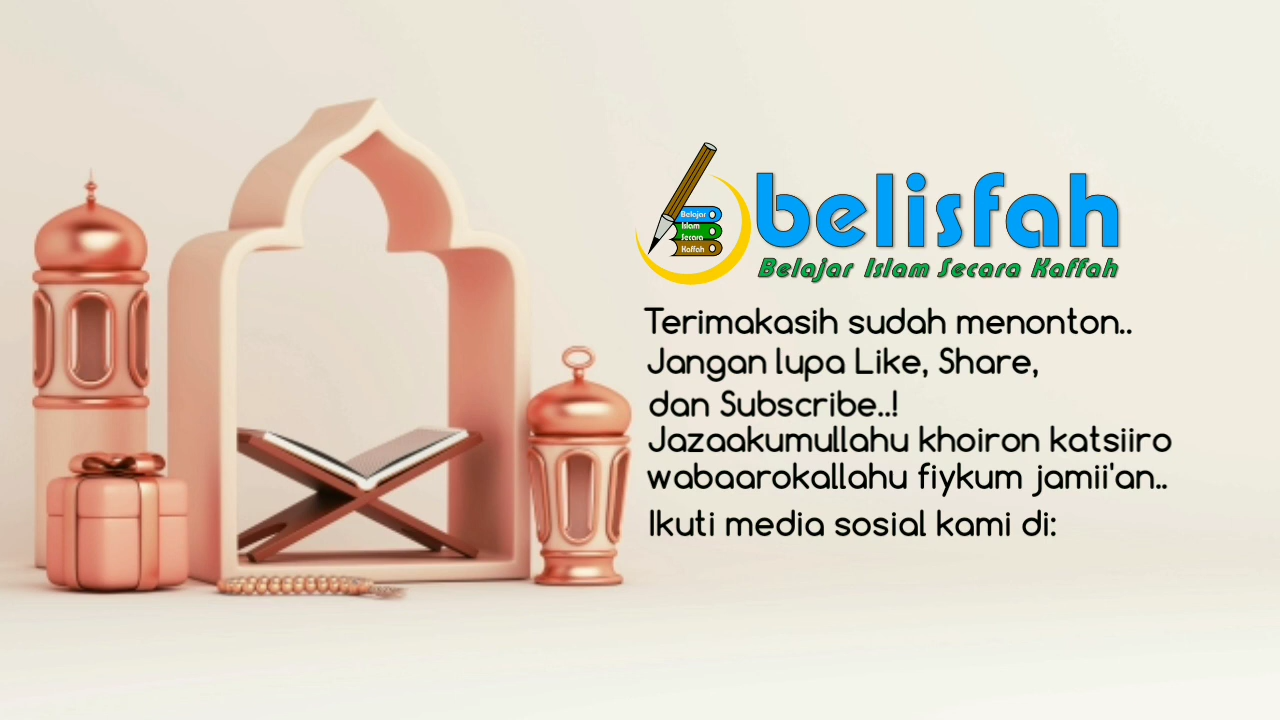 belisfah
Belajar Islam Secara Kaffah
Belajar
Islam
Secara
Kaffah
Terimakasih sudah menonton..
Jangan lupa Like, Share,
dan Subscribe..!
Jazaakumullahu khoiron katsiiro
wabaarokallahu fiykum jamii'an..
Ikuti media sosial kami di: